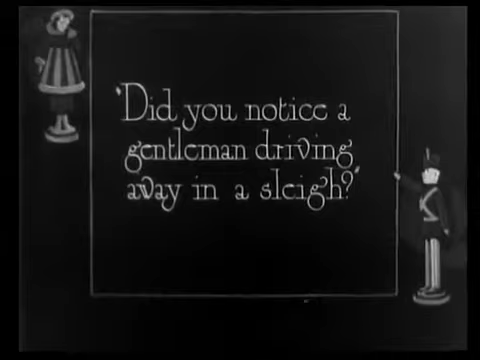 'Did you notice a
gentleman driving
away in a sleigh?'